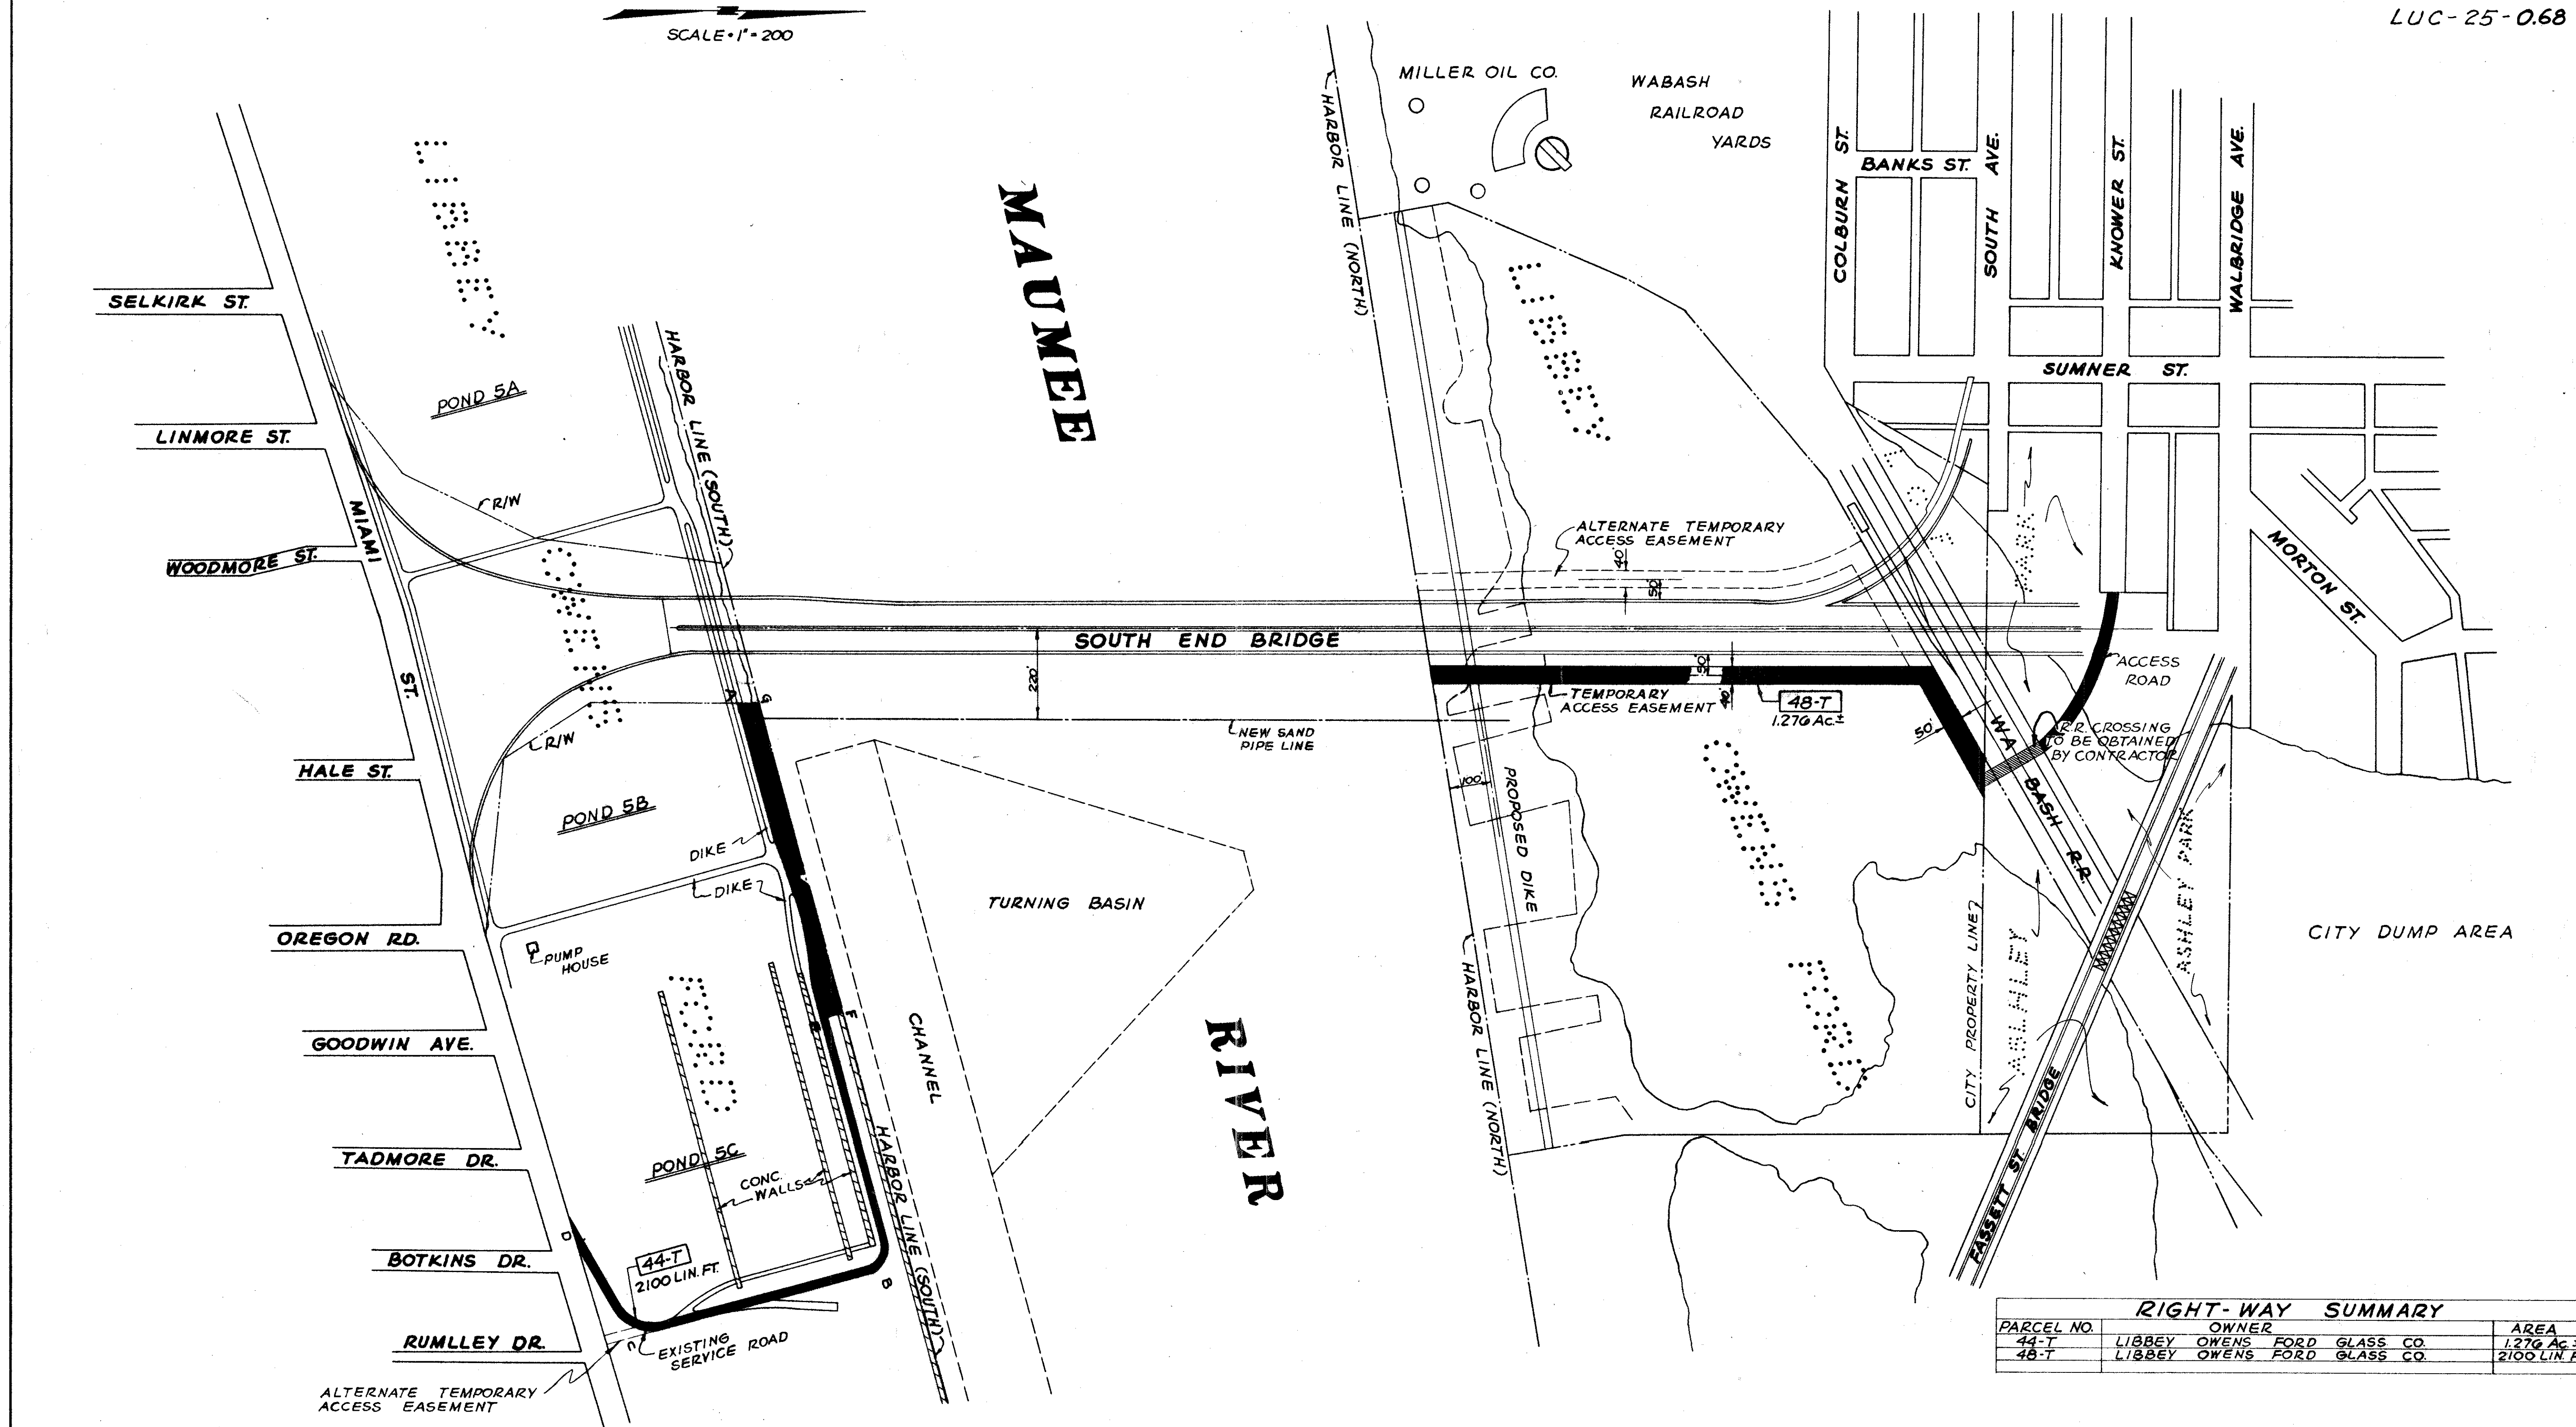 LUC-25-0.68
SCALE•1"=200
MILLER OIL CO.
WABASH
RAILROAD
YARDS
HARBOR LINE (NORTH)
LIBBEY
MAUMEE
LIBBEY
COLBURN ST.
BANKS ST.
SOUTH AVE.
KNOWER ST.
WALBRIDGE AVE.
SUMNER ST.
SELKIRK ST.
POND 5A
HARBOR LINE (SOUTH)
LINMORE ST.
R/W
MIAMI ST.
WOODMORE ST.
OWENS
ALTERNATE TEMPORARY
ACCESS EASEMENT
40'
50'
PARK
MORTON ST.
SOUTH END BRIDGE
220'
A
G
50'
40'
TEMPORARY
ACCESS EASEMENT
48-T
1.276 AC.±
ACCESS
ROAD
NEW SAND
PIPE LINE
R/W
50'
WABASH R.R.
R.R. CROSSING
TO BE OBTAINED
BY CONTRACTOR
HALE ST.
POND 5B
DIKE
DIKE
100'
PROPOSED DIKE
OWENS
TURNING BASIN
ASHLEY PARK
CITY DUMP AREA
OREGON RD.
PUMP
HOUSE
FORD
F
CHANNEL
HARBOR LINE (NORTH)
FORD
CITY PROPERTY LINE
ASHLEY
GOODWIN AVE.
RIVER
TADMORE DR.
POND 5C
CONC.
WALLS
HARBOR LINE (SOUTH)
FASSETT ST. BRIDGE
D
BOTKINS DR.
44-T
2100 LIN. FT.
B
RUMLLEY DR.
EXISTING
SERVICE ROAD
ALTERNATE TEMPORARY
ACCESS EASEMENT
RIGHT-WAY SUMMARY
PARCEL NO. OWNER AREA
44-T LIBBEY OWENS FORD GLASS CO. 1.276 AC.±
48-T LIBBEY OWENS FORD GLASS CO. 2100 LIN. F